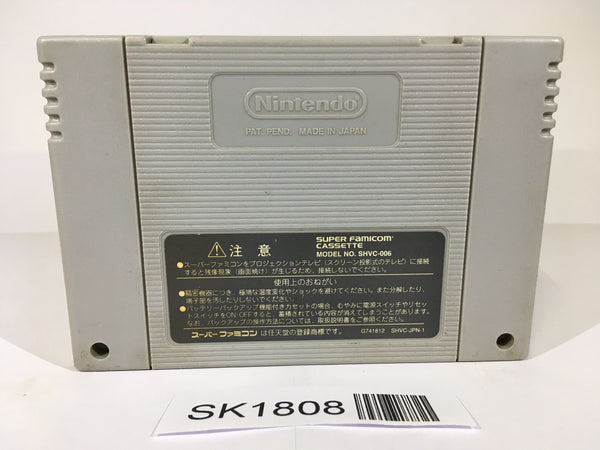 Nintendo
PAT. PEND. MADE IN JAPAN
注意
SUPER FAMICOM
CASSETTE
MODEL NO. SHVC-006
●スーパーファミコンをプロジェクションテレビ（スクリーン投影式のテレビ）に接続
すると残像現象（画面焼け）が生じるため、接続しないでください。
使用上のおねがい
●精密機器につき、極端な温度変化やショックを避けてください。また分解したり、
端子部を汚したりしないでください。
●バッテリーバックアップ機能付きカセットの場合、むやみに電源スイッチやリセッ
トスイッチをON・OFFすると、蓄積されている内容が消えてしまうことがあります。
なお、バックアップの操作方法については、取扱説明書をご参照ください。
スーパーファミコンは任天堂の登録商標です。 G741812 SHVC-JPN-1
SK1808